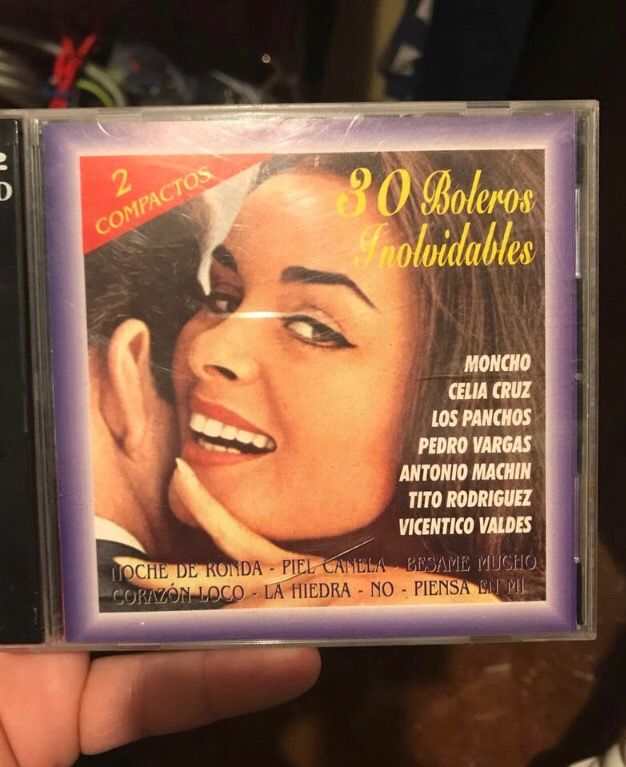 2
COMPACTOS
30 Boleros
Inolvidables
MONCHO
CELIA CRUZ
LOS PANCHOS
PEDRO VARGAS
ANTONIO MACHIN
TITO RODRIGUEZ
VICENTICO VALDES
NOCHE DE RONDA - PIEL CANELA - BESAME MUCHO
CORAZÓN LOCO - LA HIEDRA - NO - PIENSA EN MI